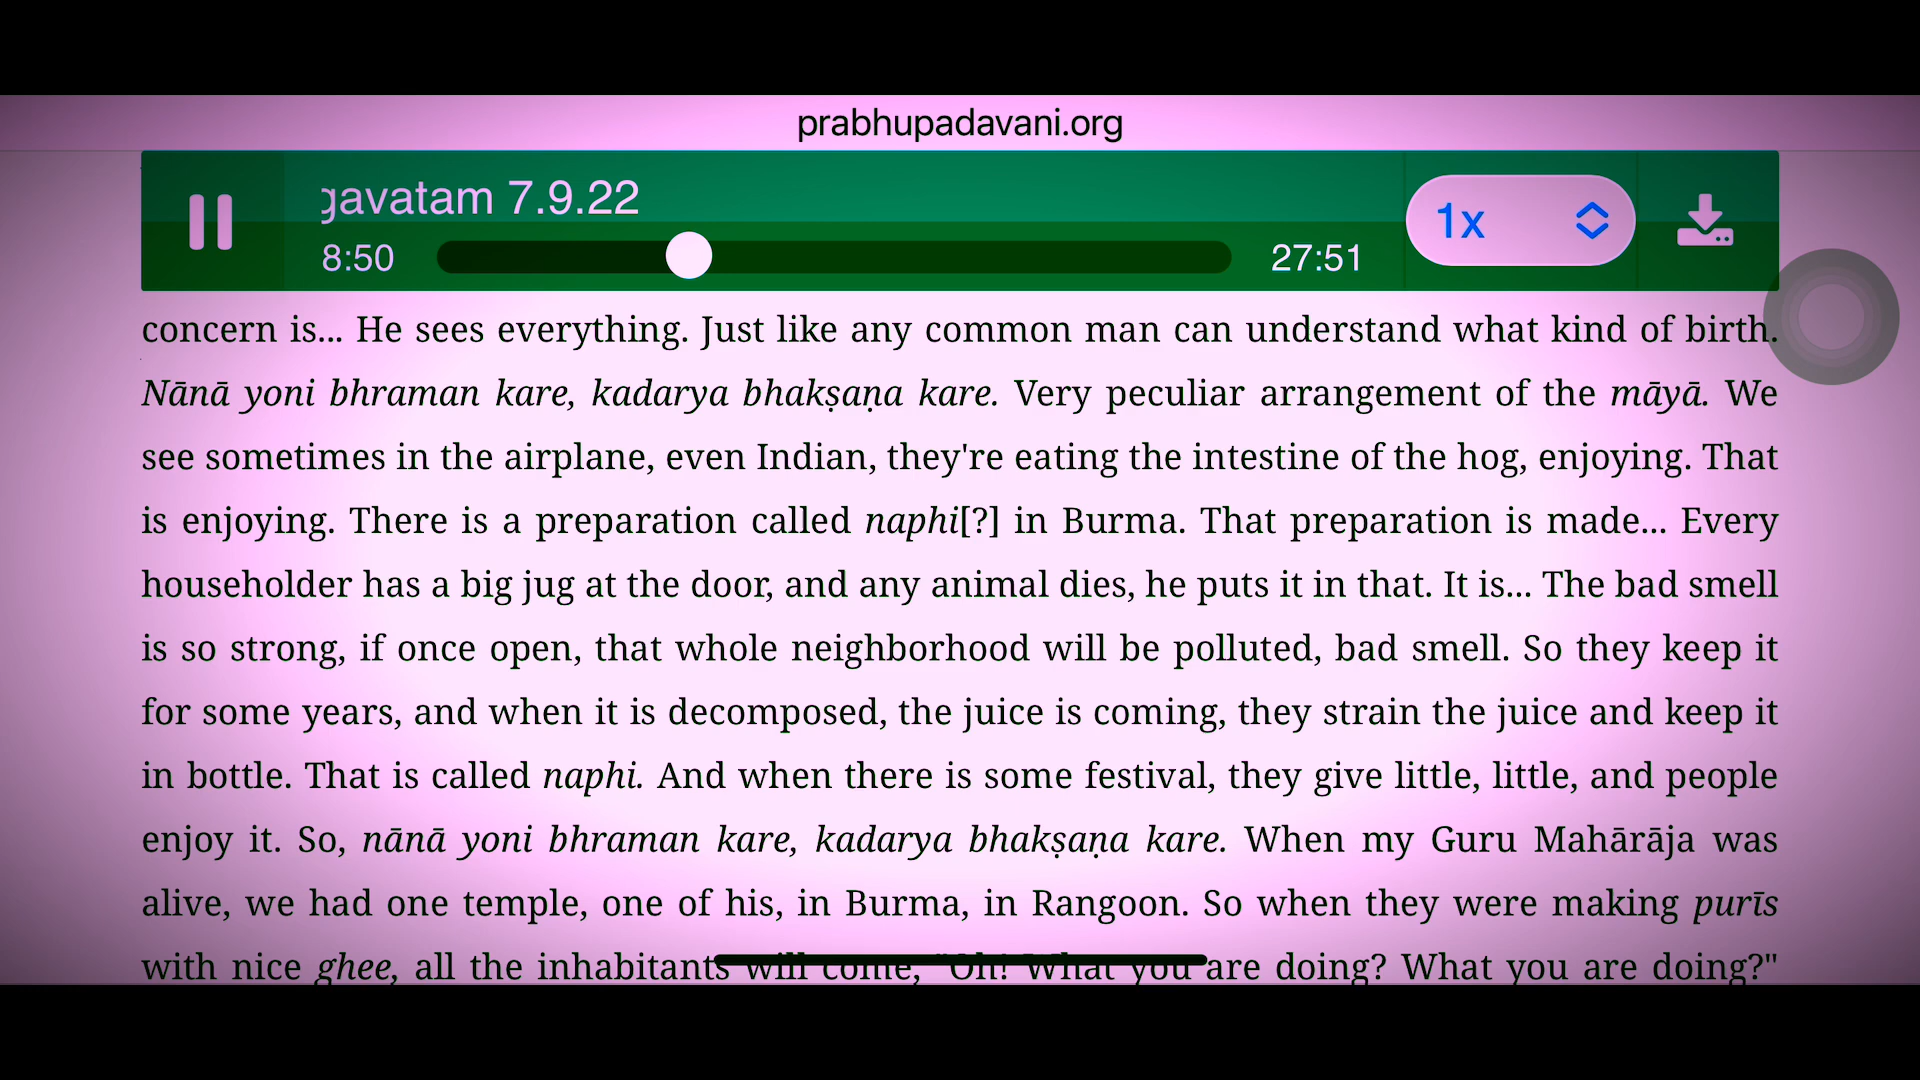 prabhupadavani.org
gavatam 7.9.22
8:50
27:51
1x
concern is... He sees everything. Just like any common man can understand what kind of birth.
Nānā yoni bhraman kare, kadarya bhakṣaṇa kare. Very peculiar arrangement of the māyā. We
see sometimes in the airplane, even Indian, they're eating the intestine of the hog, enjoying. That
is enjoying. There is a preparation called naphi[?] in Burma. That preparation is made... Every
householder has a big jug at the door, and any animal dies, he puts it in that. It is... The bad smell
is so strong, if once open, that whole neighborhood will be polluted, bad smell. So they keep it
for some years, and when it is decomposed, the juice is coming, they strain the juice and keep it
in bottle. That is called naphi. And when there is some festival, they give little, little, and people
enjoy it. So, nānā yoni bhraman kare, kadarya bhakṣaṇa kare. When my Guru Mahārāja was
alive, we had one temple, one of his, in Burma, in Rangoon. So when they were making purīs
with nice ghee, all the inhabitants will come, "Oh! What you are doing? What you are doing?"